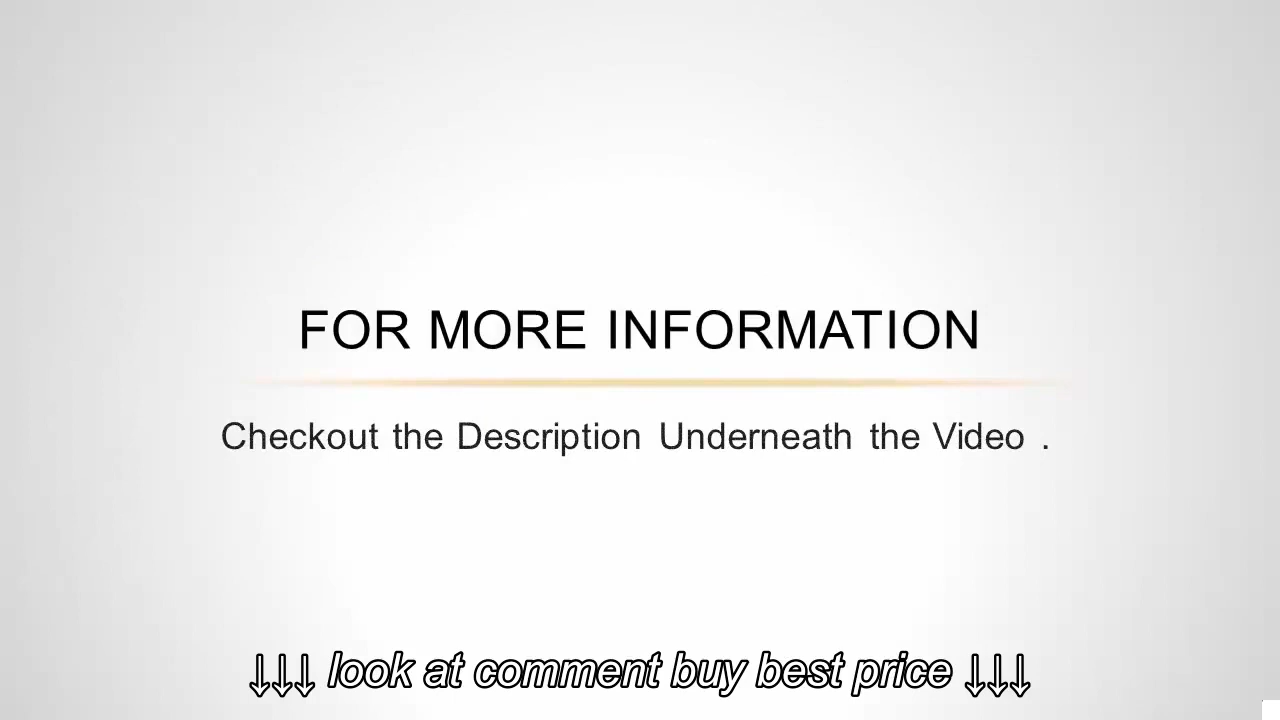 FOR MORE INFORMATION
Checkout the Description Underneath the Video .
↓↓↓ look at comment buy best price ↓↓↓